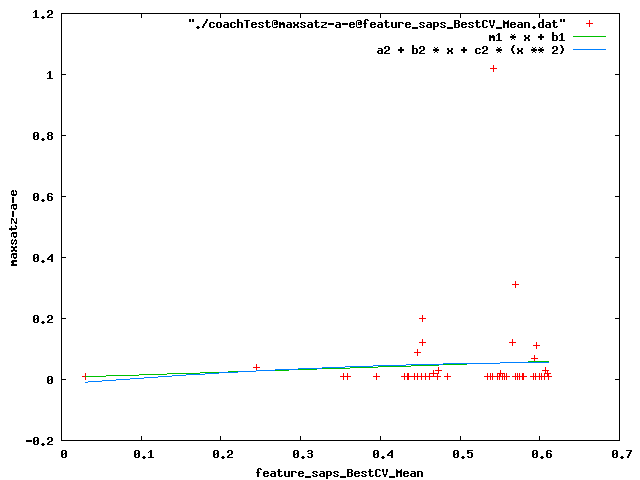 1.2
"./coachTest@maxsatz-a-e@feature_saps_BestCV_Mean.dat"
m1 * x + b1
a2 + b2 * x + c2 * (x ** 2)
1
0.8
0.6
0.4
0.2
0
-0.2
maxsatz-a-e
0 0.1 0.2 0.3 0.4 0.5 0.6 0.7
feature_saps_BestCV_Mean